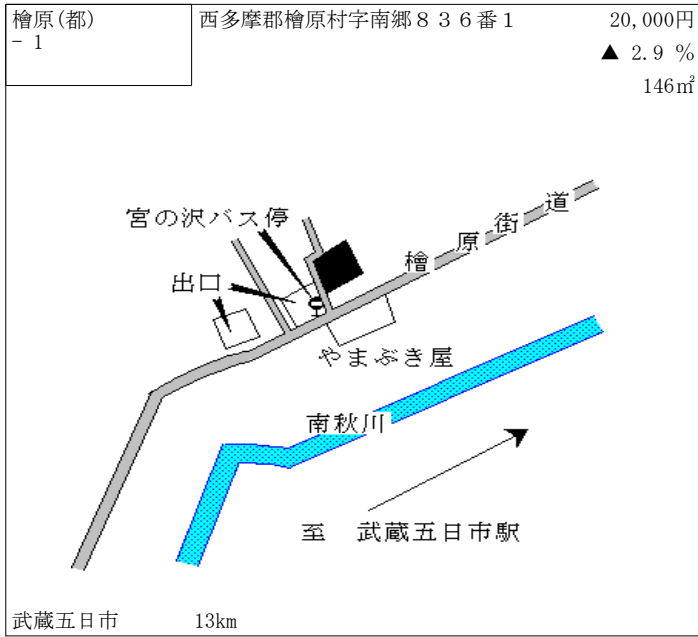 檜原(都)
- 1
西多摩郡檜原村字南郷８３６番１
20,000円
▲ 2.9 %
146㎡
宮の沢バス停
檜原街道
出口
やまぶき屋
南秋川
至　武蔵五日市駅
武蔵五日市　13km